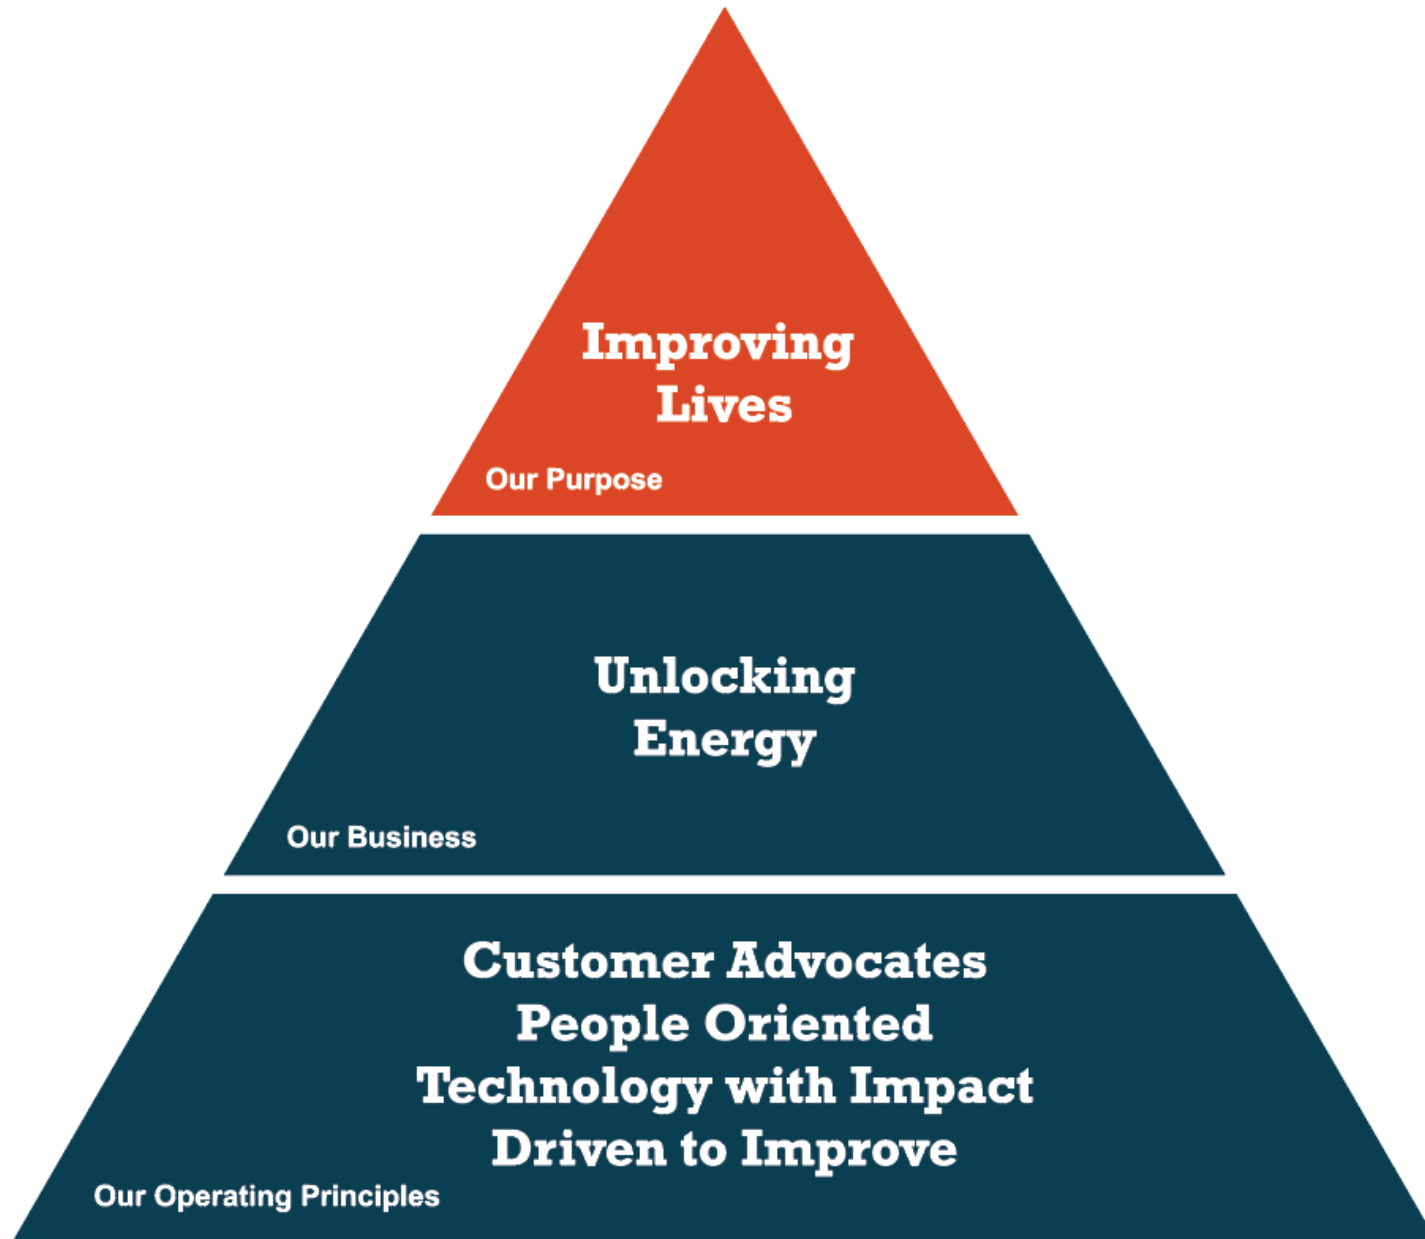 Improving
Lives
Our Purpose
Unlocking
Energy
Our Business
Customer Advocates
People Oriented
Technology with Impact
Driven to Improve
Our Operating Principles